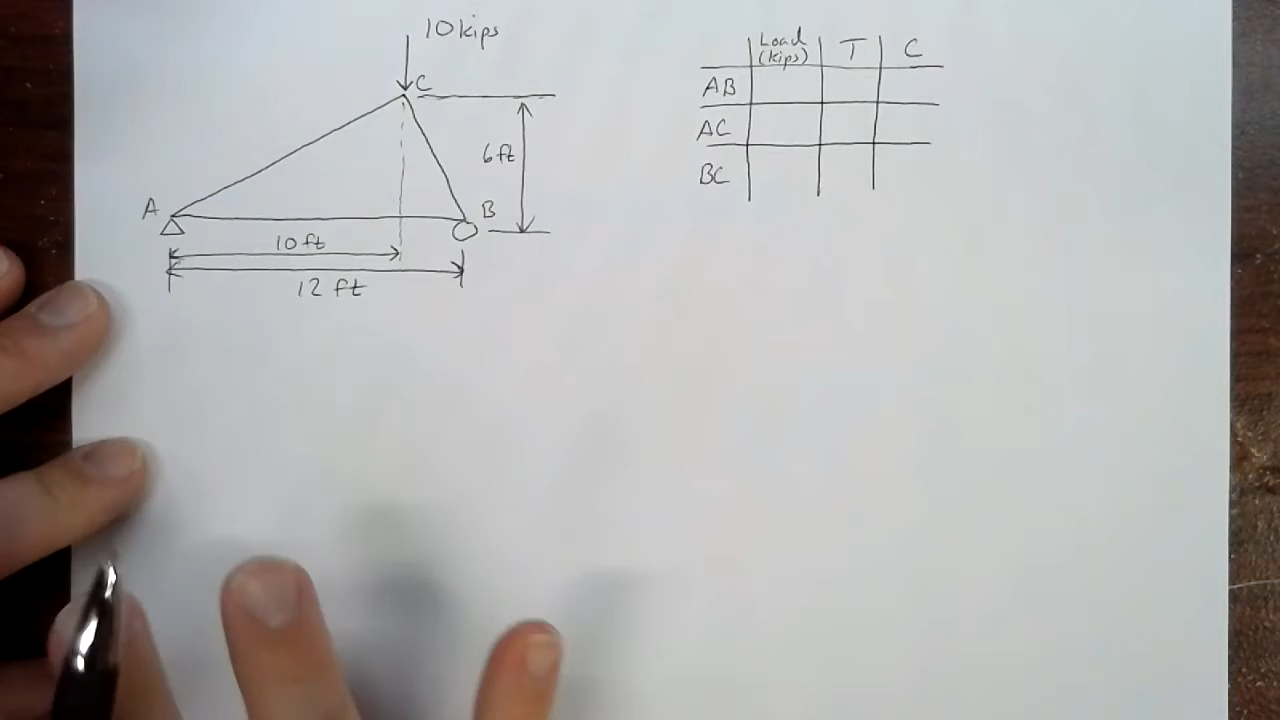 10 kips
C
6 ft
A
B
10 ft
12 ft
Load (kips) T C
AB
AC
BC